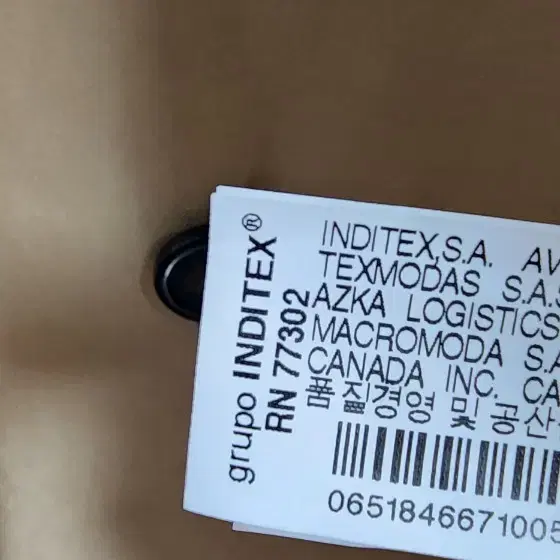 grupo INDITEX®
RN 77302
INDITEX,S.A. AV
TEXMODAS S.A.S
AZKA LOGISTICS
MACROMODA S.A
CANADA INC. CA
품질경영 및 공산
0651846671005